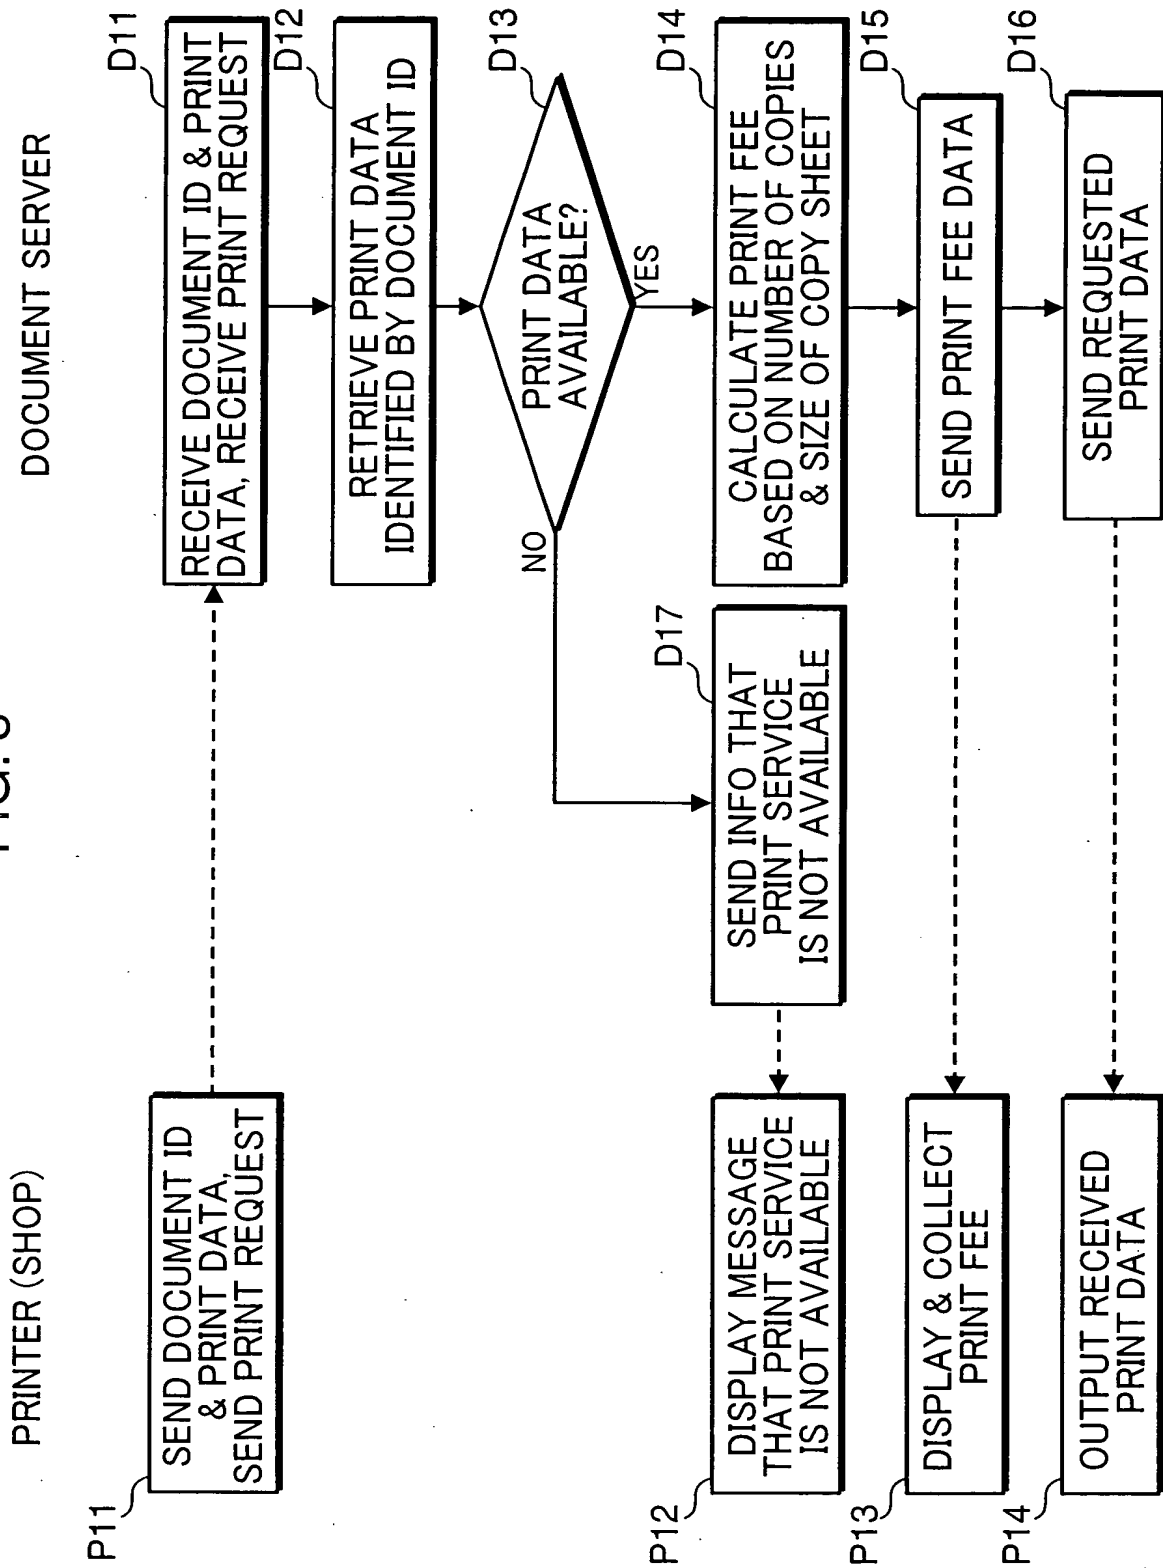 PRINTER (SHOP)
DOCUMENT SERVER
P11
SEND DOCUMENT ID
& PRINT DATA,
SEND PRINT REQUEST
D11
RECEIVE DOCUMENT ID & PRINT
DATA, RECEIVE PRINT REQUEST
D12
RETRIEVE PRINT DATA
IDENTIFIED BY DOCUMENT ID
D13
PRINT DATA
AVAILABLE?
NO
YES
P12
DISPLAY MESSAGE
THAT PRINT SERVICE
IS NOT AVAILABLE
D17
SEND INFO THAT
PRINT SERVICE
IS NOT AVAILABLE
D14
CALCULATE PRINT FEE
BASED ON NUMBER OF COPIES
& SIZE OF COPY SHEET
P13
DISPLAY & COLLECT
PRINT FEE
D15
SEND PRINT FEE DATA
P14
OUTPUT RECEIVED
PRINT DATA
D16
SEND REQUESTED
PRINT DATA